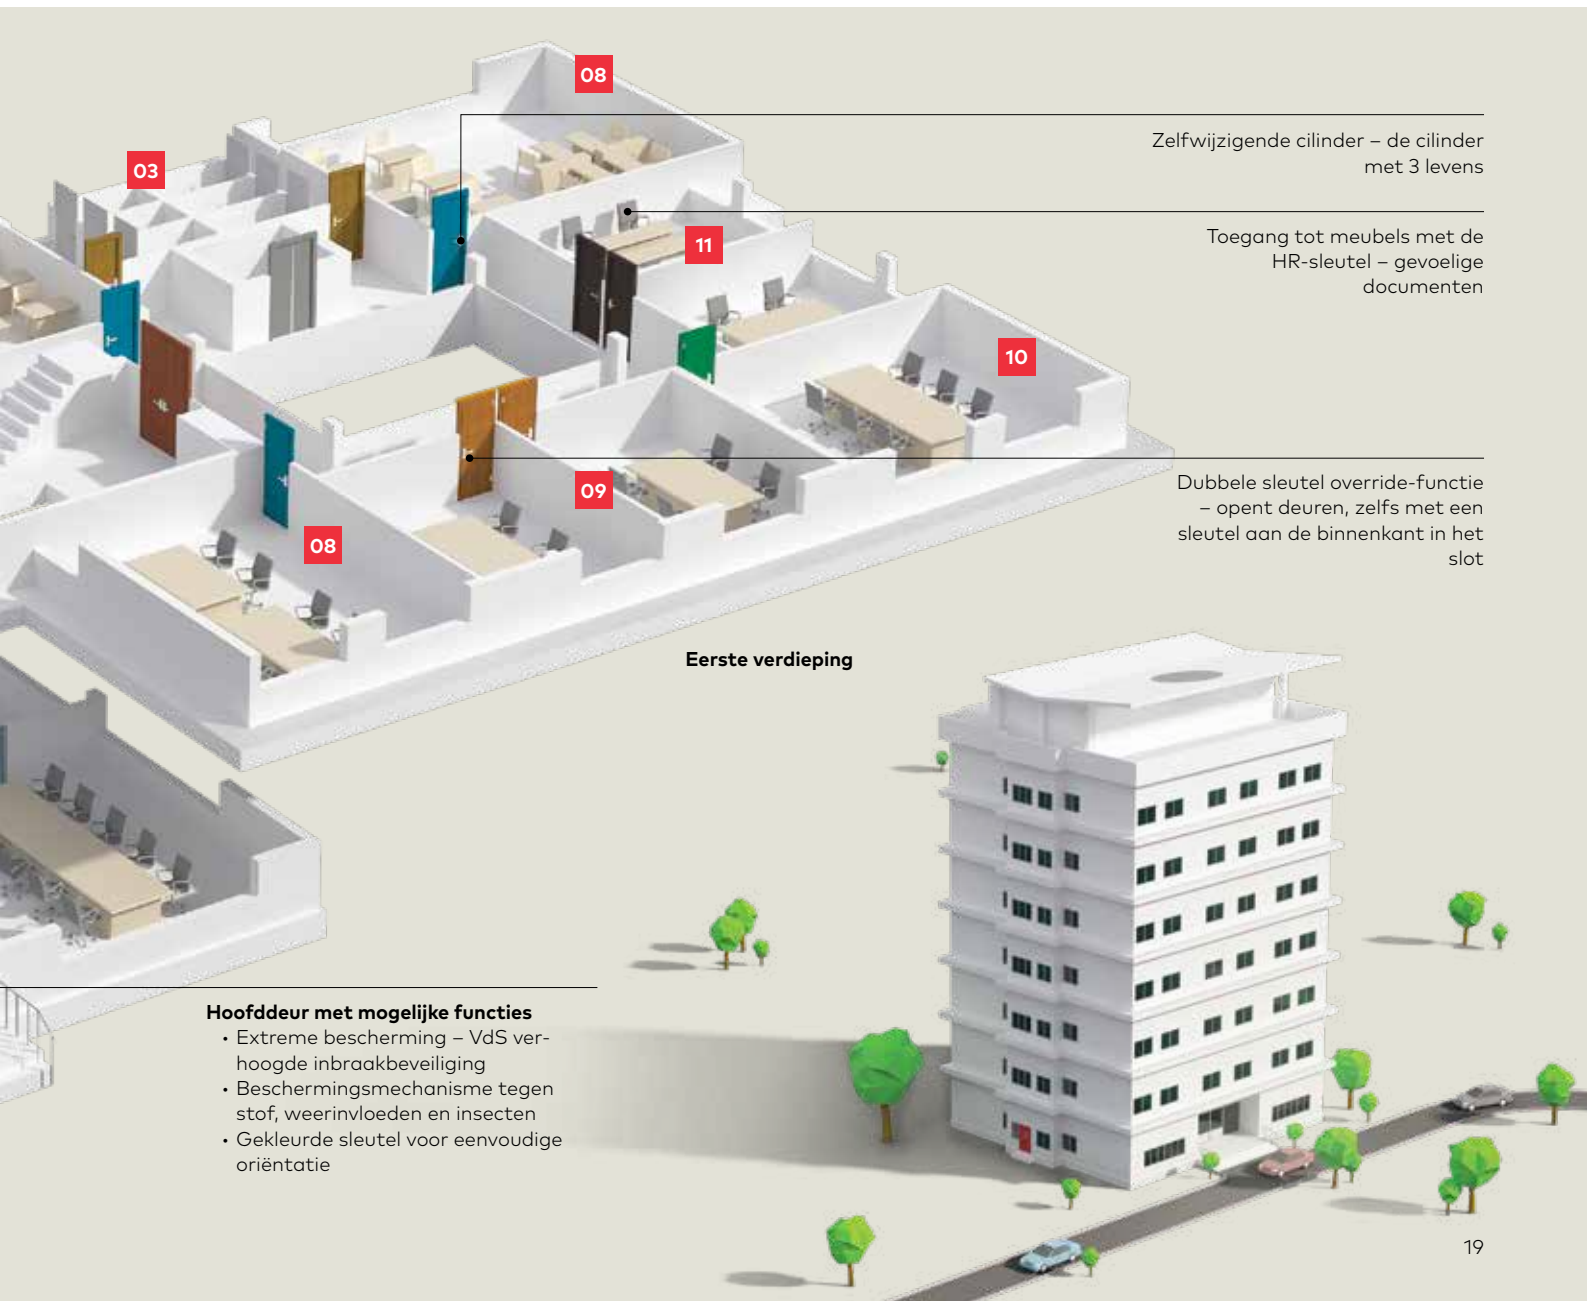 08
Zelfwijzigende cilinder – de cilinder
met 3 levens
03
Toegang tot meubels met de
HR-sleutel – gevoelige
documenten
11
10
Dubbele sleutel override-functie
– opent deuren, zelfs met een
sleutel aan de binnenkant in het
slot
09
08
Eerste verdieping
Hoofddeur met mogelijke functies
• Extreme bescherming – VdS ver-
hoogde inbraakbeveiliging
• Beschermingsmechanisme tegen
stof, weerinvloeden en insecten
• Gekleurde sleutel voor eenvoudige
oriëntatie
19